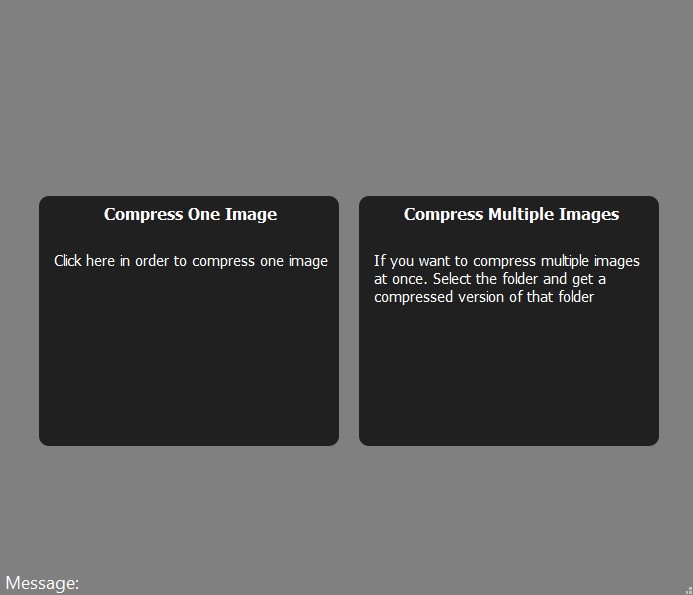 Compress One Image
Click here in order to compress one image
Compress Multiple Images
If you want to compress multiple images
at once. Select the folder and get a
compressed version of that folder
Message: